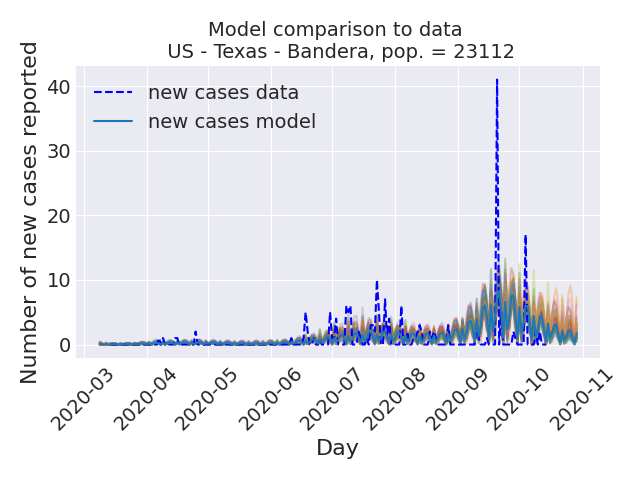 Model comparison to data
US - Texas - Bandera, pop. = 23112
Number of new cases reported
40
30
20
10
0
new cases data
new cases model
2020-03
2020-04
2020-05
2020-06
2020-07
2020-08
2020-09
2020-10
2020-11
Day